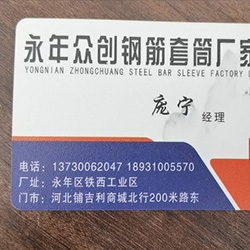 永年众创钢筋套筒厂家
YONGNIAN ZHONGCHUANG STEEL BAR SLEEVE FACTORY
庞宁 经理
电话：13730062047 18931005570
厂址：永年区铁西工业区
门市：河北铺吉利商城北行200米路东